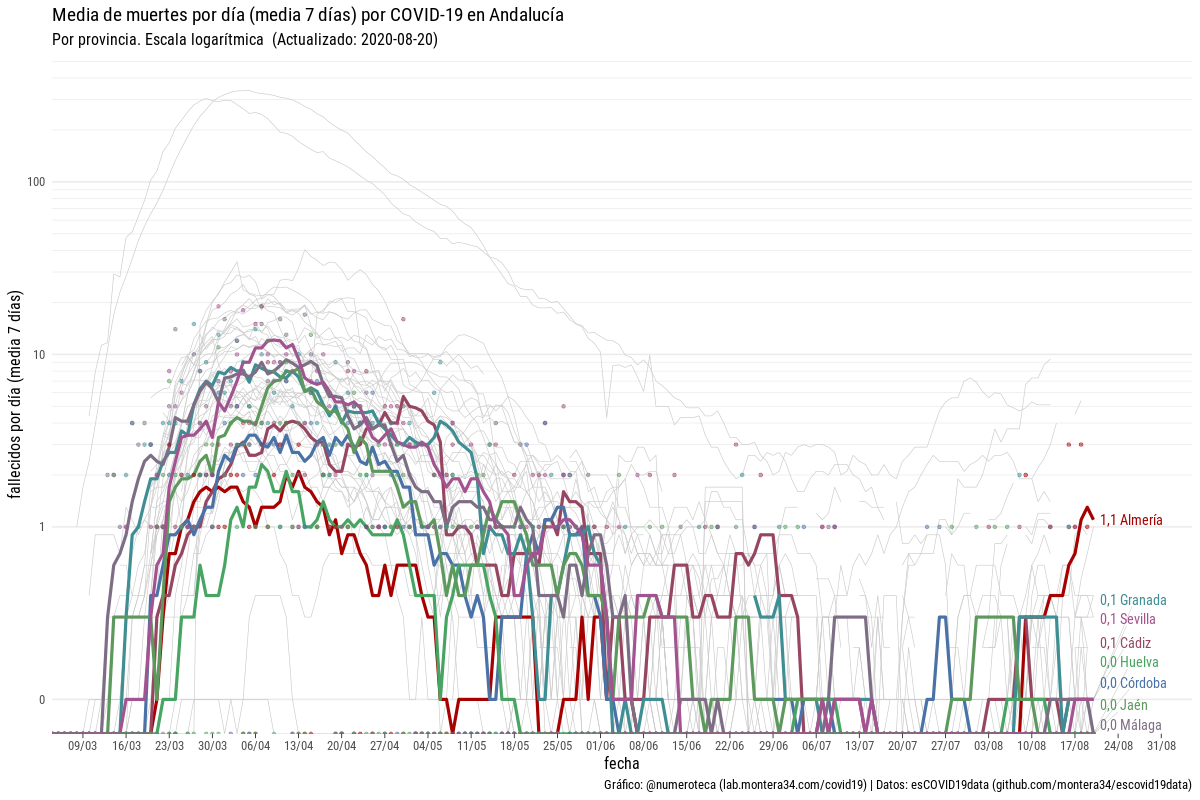 Media de muertes por día (media 7 días) por COVID-19 en Andalucía
Por provincia. Escala logarítmica (Actualizado: 2020-08-20)
fallecidos por día (media 7 días)
100
10
1
0
1,1 Almería
0,1 Granada
0,1 Sevilla
0,1 Cádiz
0,0 Huelva
0,0 Córdoba
0,0 Jaén
0,0 Málaga
09/03 16/03 23/03 30/03 06/04 13/04 20/04 27/04 04/05 11/05 18/05 25/05 01/06 08/06 15/06 22/06 29/06 06/07 13/07 20/07 27/07 03/08 10/08 17/08 24/08 31/08
fecha
Gráfico: @numeroteca (lab.montera34.com/covid19) | Datos: esCOVID19data (github.com/montera34/escovid19data)